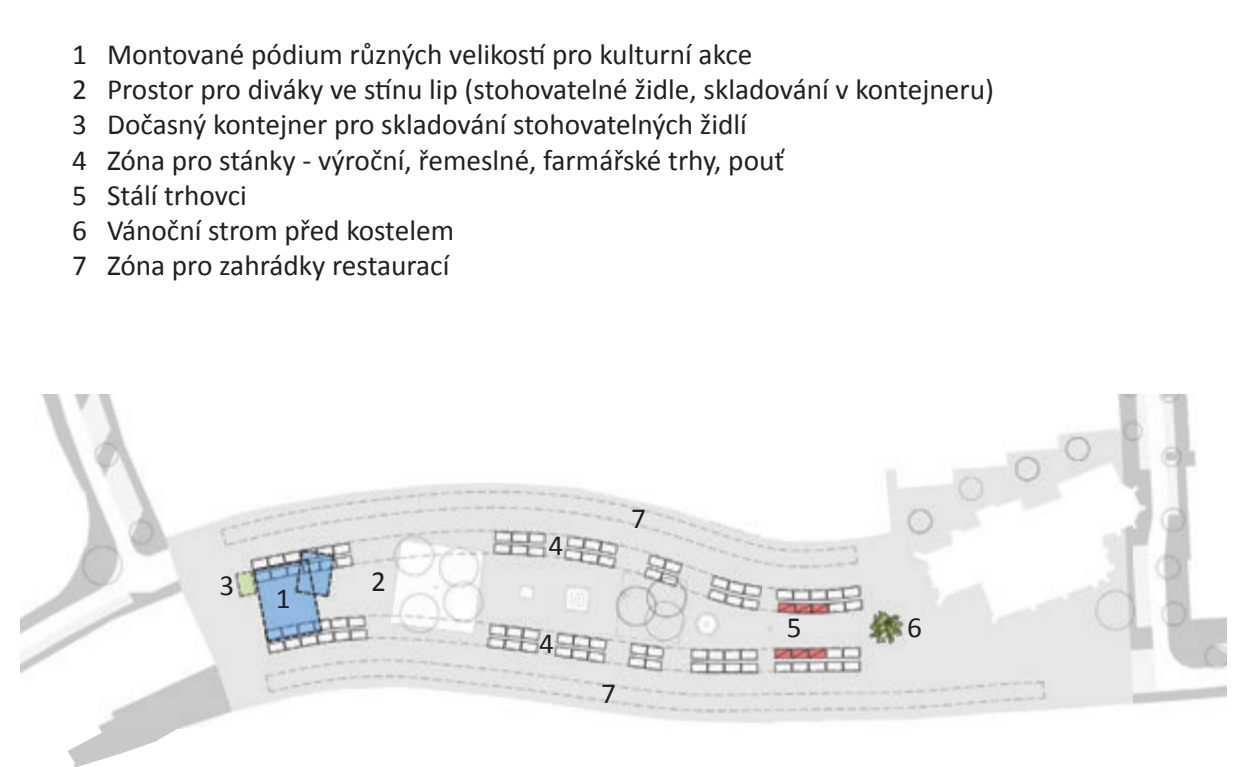 1 Montované pódium různých velikostí pro kulturní akce
2 Prostor pro diváky ve stínu lip (stohovatelné židle, skladování v kontejneru)
3 Dočasný kontejner pro skladování stohovatelných židlí
4 Zóna pro stánky - výroční, řemeslné, farmářské trhy, pouť
5 Stálí trhovci
6 Vánoční strom před kostelem
7 Zóna pro zahrádky restaurací
7
4
3
2
1
5
6
4
7